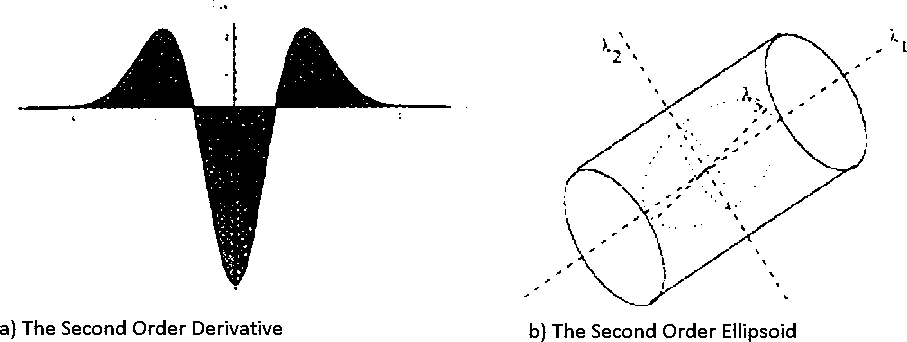 λ1
λ2
λ3
a) The Second Order Derivative
b) The Second Order Ellipsoid